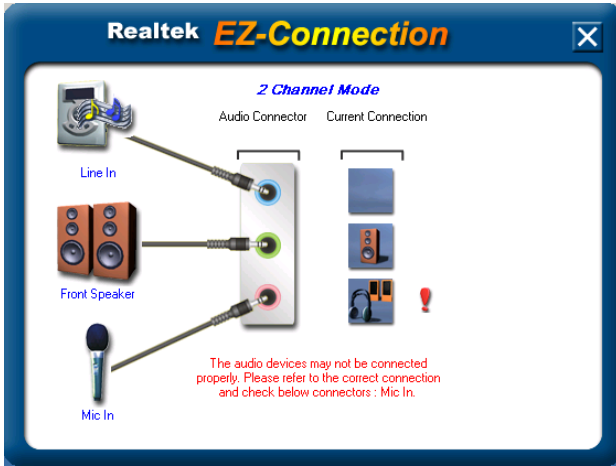 Realtek EZ-Connection
2 Channel Mode
Audio Connector Current Connection
Line In
Front Speaker
Mic In
The audio devices may not be connected
properly. Please refer to the correct connection
and check below connectors : Mic In.